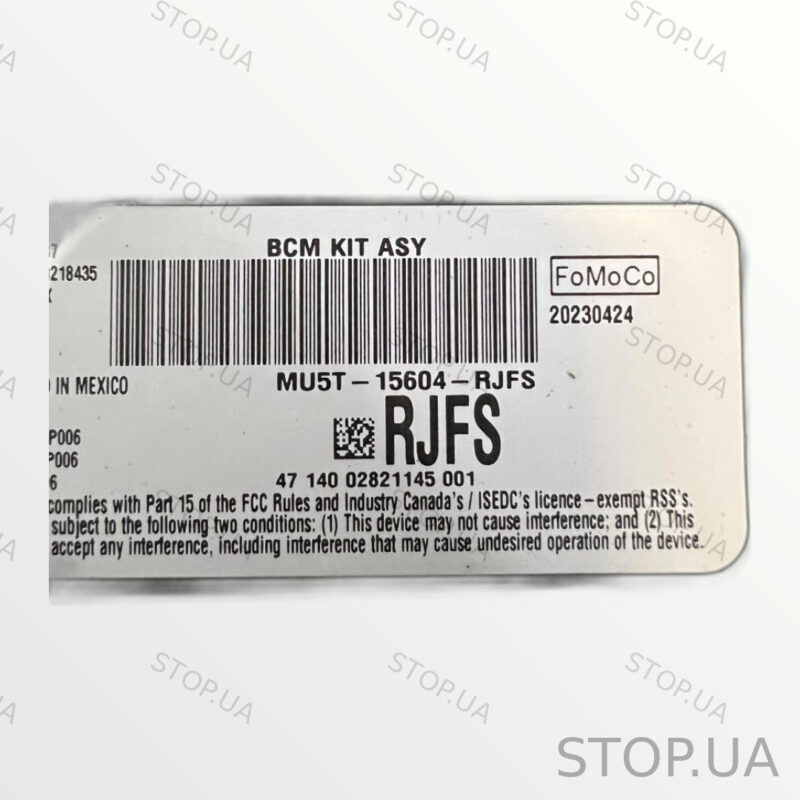 BCM KIT ASY
218435
FoMoCo
20230424
IN MEXICO
MU5T-15604-RJFS
RJFS
P006
P006
6
47 140 02821145 001
complies with Part 15 of the FCC Rules and Industry Canada's / ISEDC's licence-exempt RSS's.
subject to the following two conditions: (1) This device may not cause interference; and (2) This
accept any interference, including interference that may cause undesired operation of the device.
STOP.UA